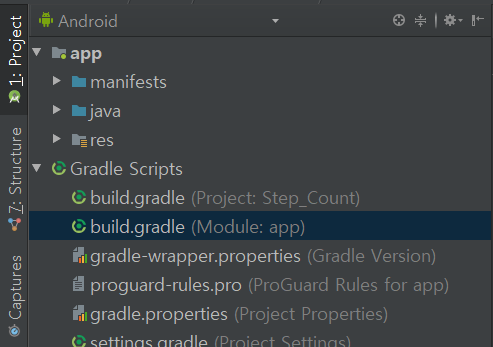 Android
1: Project
app
manifests
java
res
Gradle Scripts
7: Structure
build.gradle (Project: Step_Count)
build.gradle (Module: app)
gradle-wrapper.properties (Gradle Version)
Captures
proguard-rules.pro (ProGuard Rules for app)
gradle.properties (Project Properties)
settings.gradle (Project Settings)